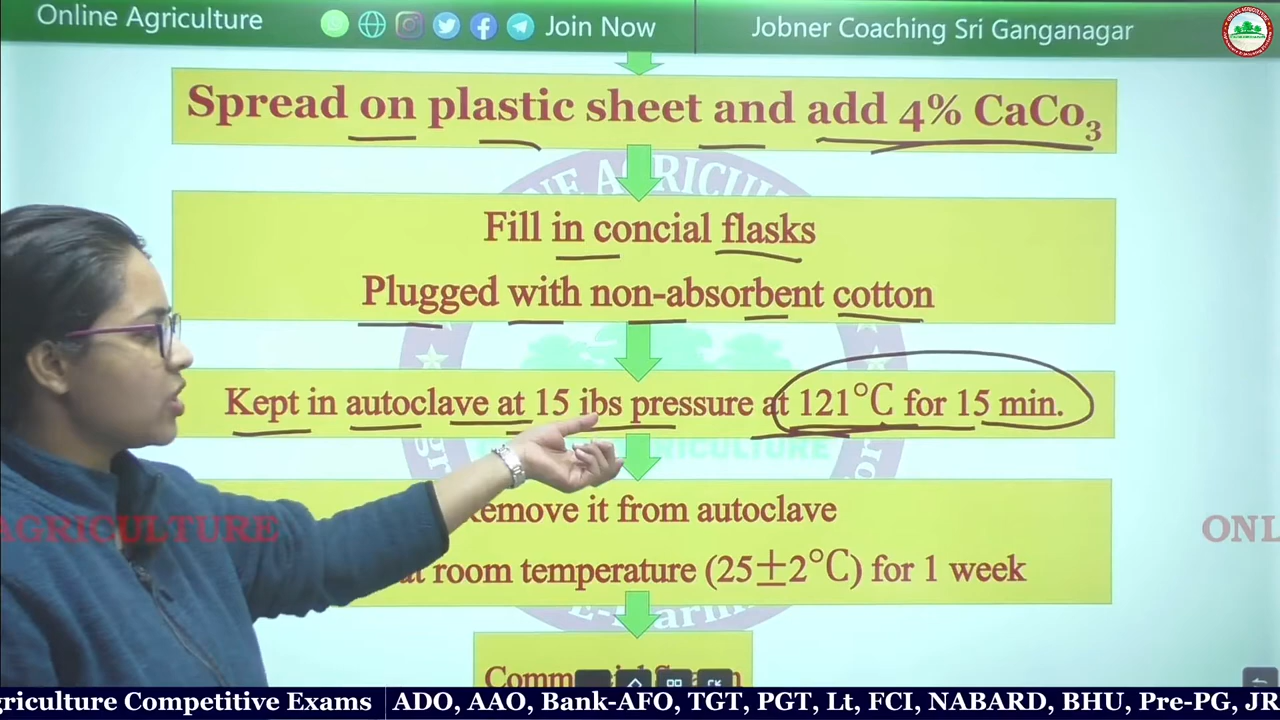 Online Agriculture
Join Now
Jobner Coaching Sri Ganganagar
Spread on plastic sheet and add 4% CaCo₃
Fill in concial flasks
Plugged with non-absorbent cotton
Kept in autoclave at 15 ibs pressure at 121°C for 15 min.
emove it from autoclave
room temperature (25±2°C) for 1 week
AGRICULTURE
ONL
griculture Competitive Exams
ADO, AAO, Bank-AFO, TGT, PGT, Lt, FCI, NABARD, BHU, Pre-PG, JR